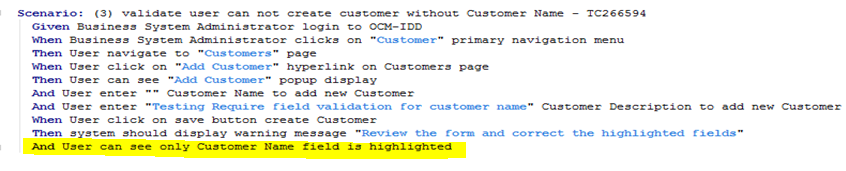 Scenario: (3) validate user can not create customer without Customer Name - TC266594
Given Business System Administrator login to OCM-IDD
When Business System Administrator clicks on "Customer" primary navigation menu
Then User navigate to "Customers" page
When User click on "Add Customer" hyperlink on Customers page
Then User can see "Add Customer" popup display
And User enter "" Customer Name to add new Customer
And User enter "Testing Require field validation for customer name" Customer Description to add new Customer
When User click on save button create Customer
Then system should display warning message "Review the form and correct the highlighted fields"
And User can see only Customer Name field is highlighted